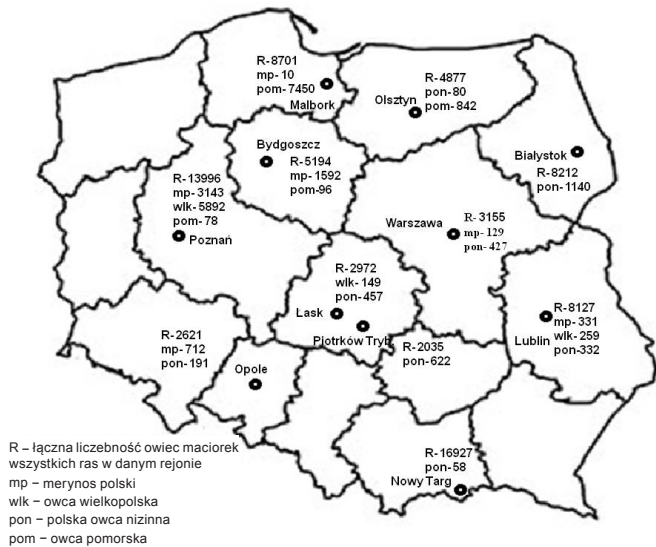 R-8701
mp- 10
pom- 7450
Malbork
R-4877
pon- 80
pom- 842
Olsztyn
Białystok
R-8212
pon- 1140
Bydgoszcz
R-5194
mp- 1592
pom-96
R-13996
mp-3143
wlk- 5892
pom- 78
Poznań
Warszawa
R- 3155
mp- 129
pon- 427
R-2972
wlk- 149
pon-457
Lask
Piotrków Tryb
R-8127
mp- 331
wlk- 259
pon- 332
Lublin
R-2621
mp- 712
pon- 191
Opole
R-2035
pon- 622
R-16927
pon- 58
Nowy Targ
R – łączna liczebność owiec maciorek
wszystkich ras w danym rejonie
mp – merynos polski
wlk – owca wielkopolska
pon – polska owca nizinna
pom – owca pomorska